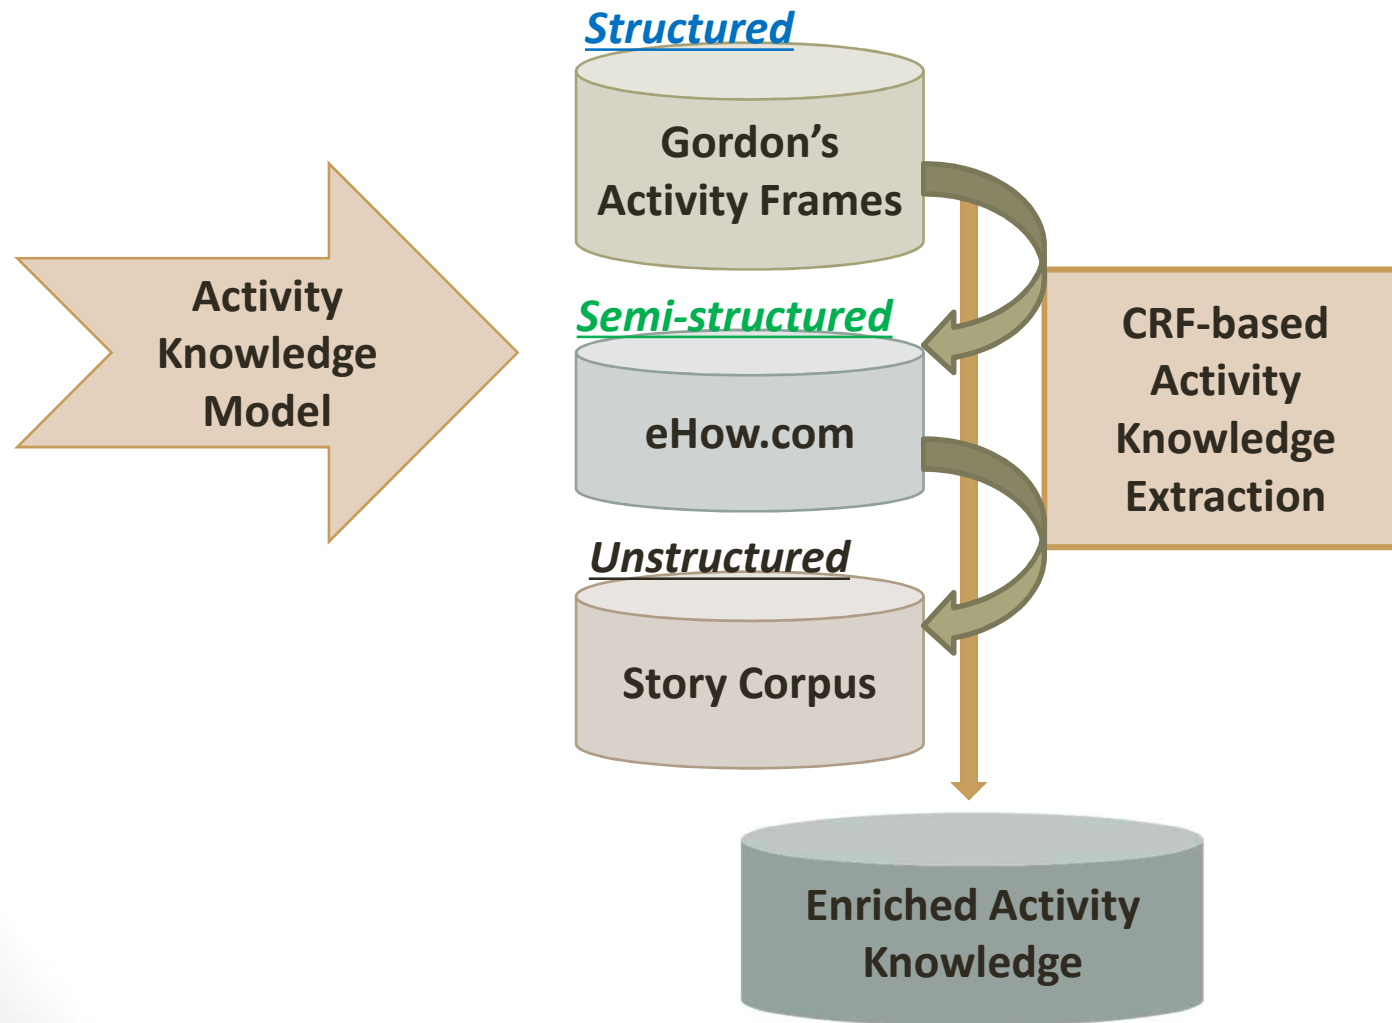 Structured
Gordon’s
Activity Frames
Activity
Knowledge
Model
Semi-structured
eHow.com
CRF-based
Activity
Knowledge
Extraction
Unstructured
Story Corpus
Enriched Activity
Knowledge